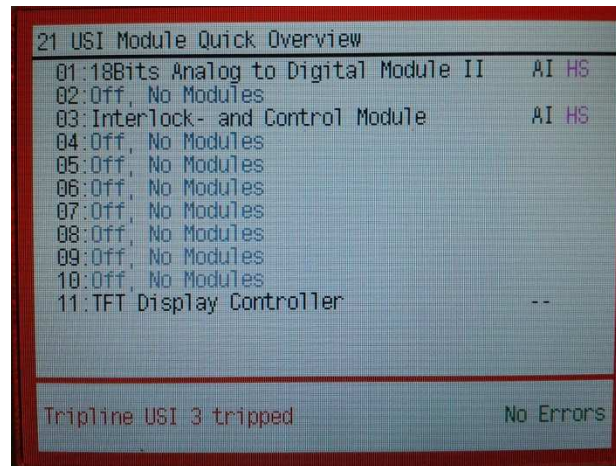 21 USI Module Quick Overview
01:18Bits Analog to Digital Module II AI HS
02:Off, No Modules
03:Interlock- and Control Module AI HS
04:Off, No Modules
05:Off, No Modules
06:Off, No Modules
07:Off, No Modules
08:Off, No Modules
09:Off, No Modules
10:Off, No Modules
11:TFT Display Controller --
Tripline USI 3 tripped No Errors